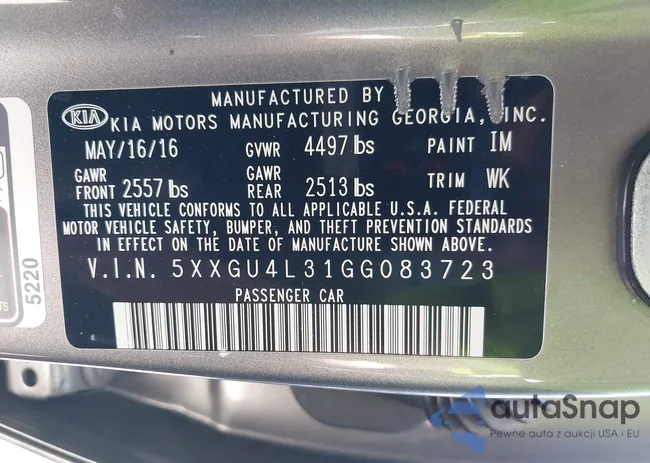 MANUFACTURED BY
KIA KIA MOTORS MANUFACTURING GEORGIA, INC.
MAY/16/16 GVWR 4497 lbs PAINT IM
GAWR FRONT 2557 lbs GAWR REAR 2513 lbs TRIM WK
THIS VEHICLE CONFORMS TO ALL APPLICABLE U.S.A. FEDERAL
MOTOR VEHICLE SAFETY, BUMPER, AND THEFT PREVENTION STANDARDS
IN EFFECT ON THE DATE OF MANUFACTURE SHOWN ABOVE
V.I.N. 5XXGU4L31GG083723
PASSENGER CAR
5220
autoSnap
Pewne auta z aukcji USA i EU